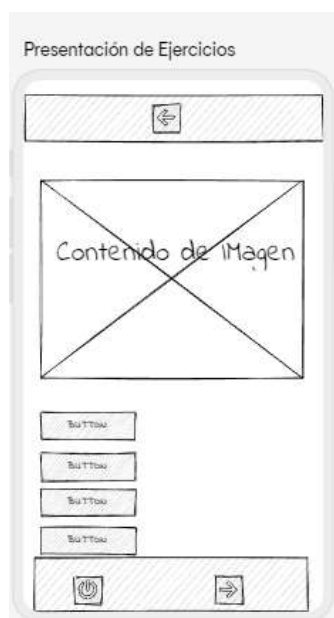 Presentación de Ejercicios
Contenido de IMagen
BUTTON
BUTTON
BUTTON
BUTTON